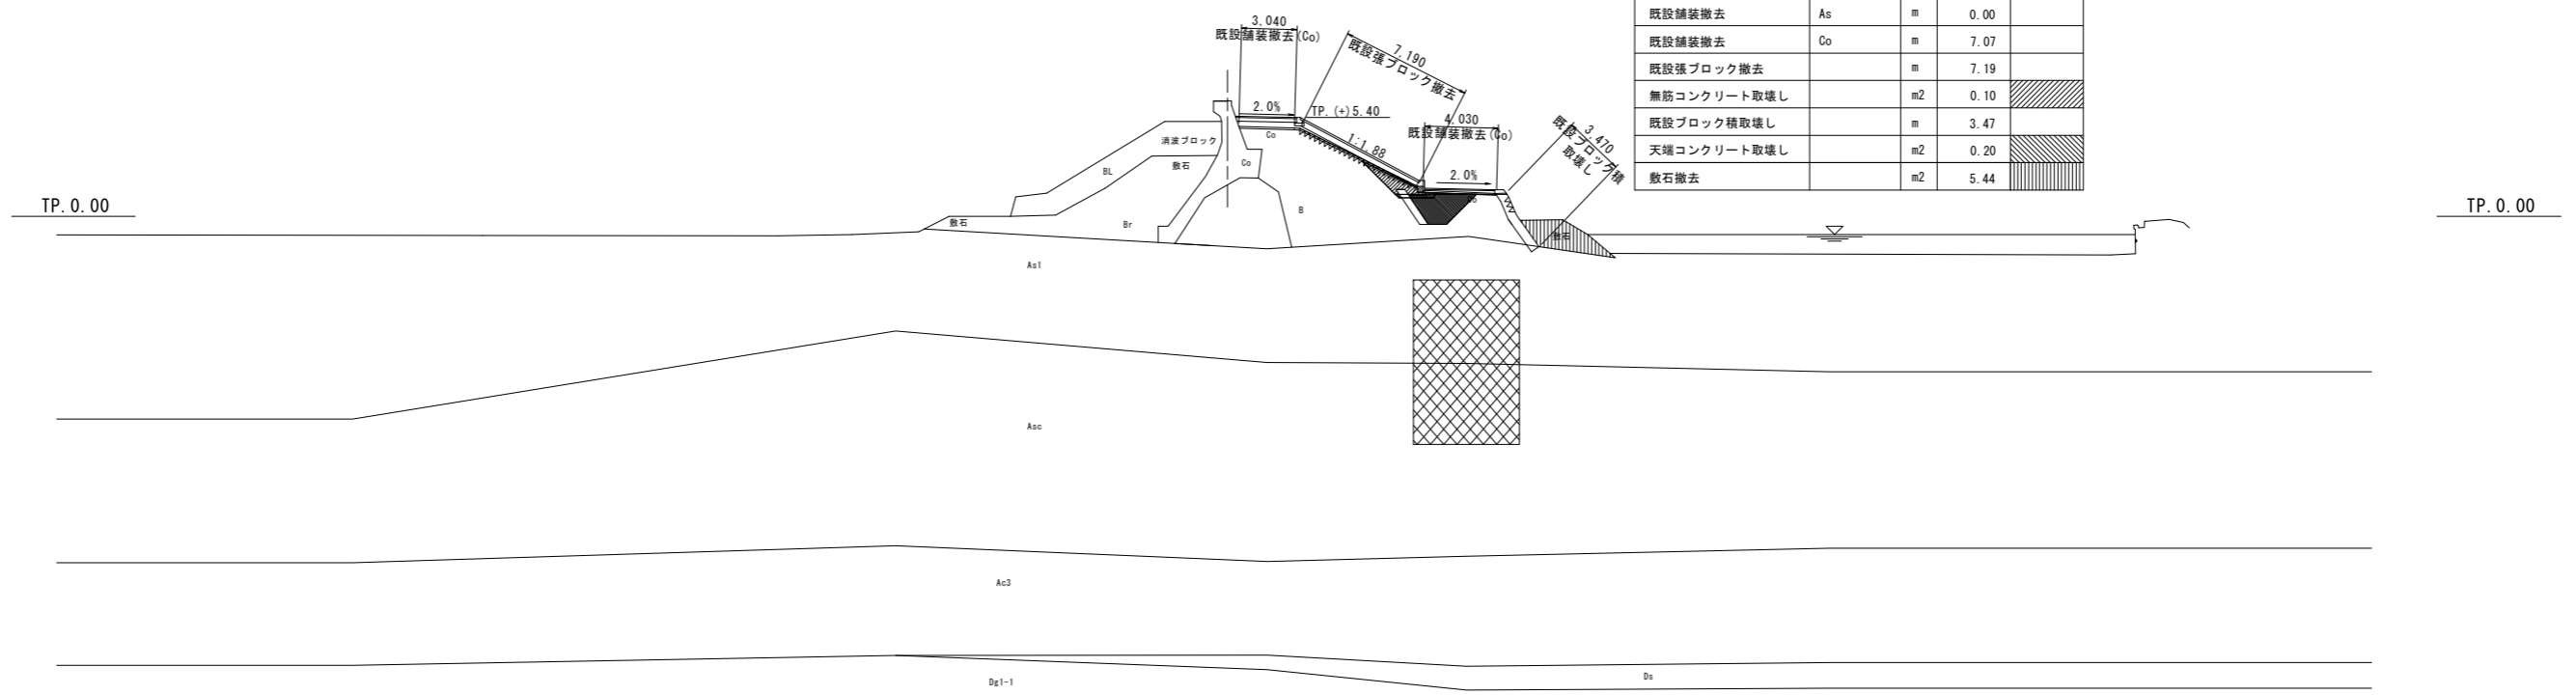 既設舗装撤去 As m 0.00
既設舗装撤去 Co m 7.07
既設張ブロック撤去 m 7.19
無筋コンクリート取壊し m2 0.10
既設ブロック積取壊し m 3.47
天端コンクリート取壊し m2 0.20
敷石撤去 m2 5.44
3.040
既設舗装撤去(Co)
7.190
既設張ブロック撤去
2.0%
TP.(+)5.40
4.030
既設舗装撤去(Co)
3.470
既設ブロック積
取壊し
1:1.88
2.0%
消波ブロック
敷石
Co
Co
BL
B
Br
敷石
Co
敷石
TP.0.00
TP.0.00
As1
Asc
Ac3
Dg1-1
Ds